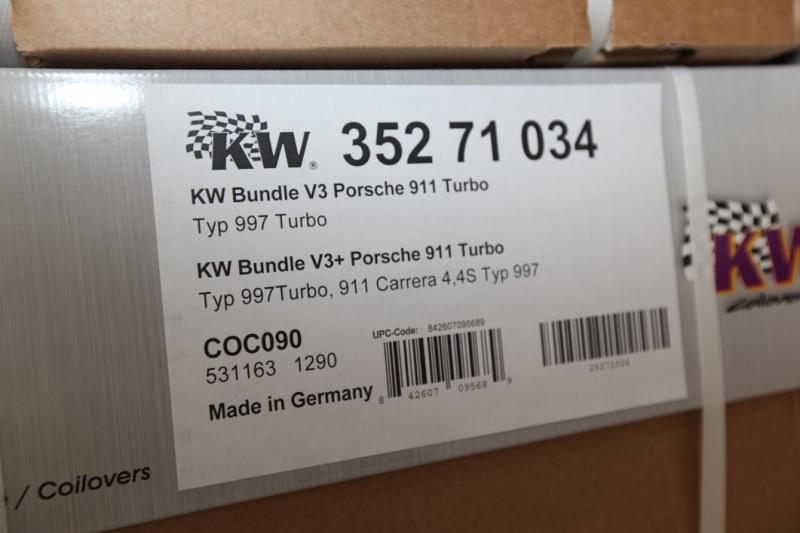 KW® 352 71 034
KW Bundle V3 Porsche 911 Turbo
Typ 997 Turbo
KW Bundle V3+ Porsche 911 Turbo
Typ 997Turbo, 911 Carrera 4,4S Typ 997
COC090
531163 1290
Made in Germany
UPC-Code: 842607095689
8 42607 09568 9
35271034
KW
Coilovers
/ Coilovers